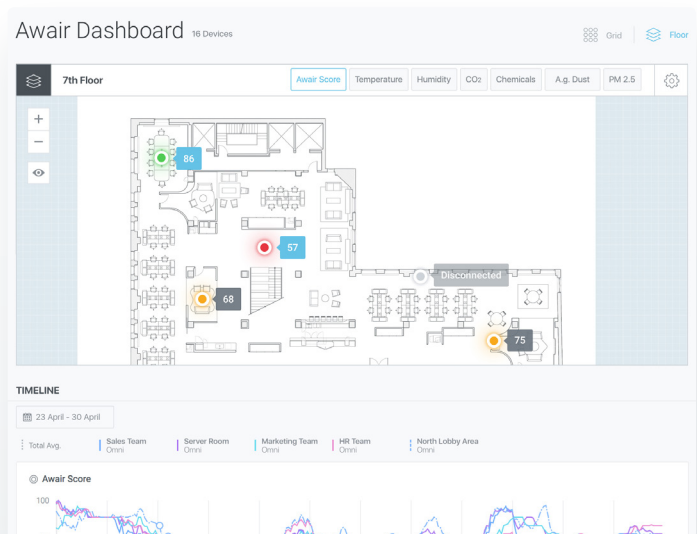 Awair Dashboard 16 Devices
Grid
Floor
7th Floor
Awair Score
Temperature
Humidity
CO2
Chemicals
A.g. Dust
PM 2.5
86
57
Disconnected
68
75
TIMELINE
23 April - 30 April
Total Avg.
Sales Team
Omni
Server Room
Omni
Marketing Team
Omni
HR Team
Omni
North Lobby Area
Omni
Awair Score
100